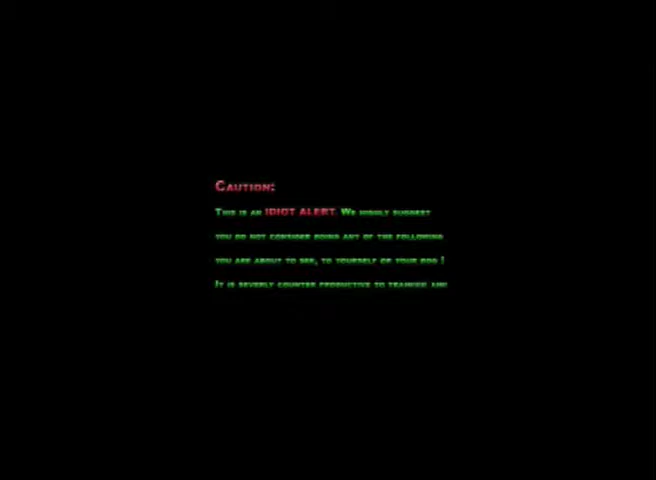 Caution:
This is an IDIOT ALERT. We highly suggest
you do not consider doing any of the following
you are about to see, to yourself or your dog !
It is severly counter productive to training and